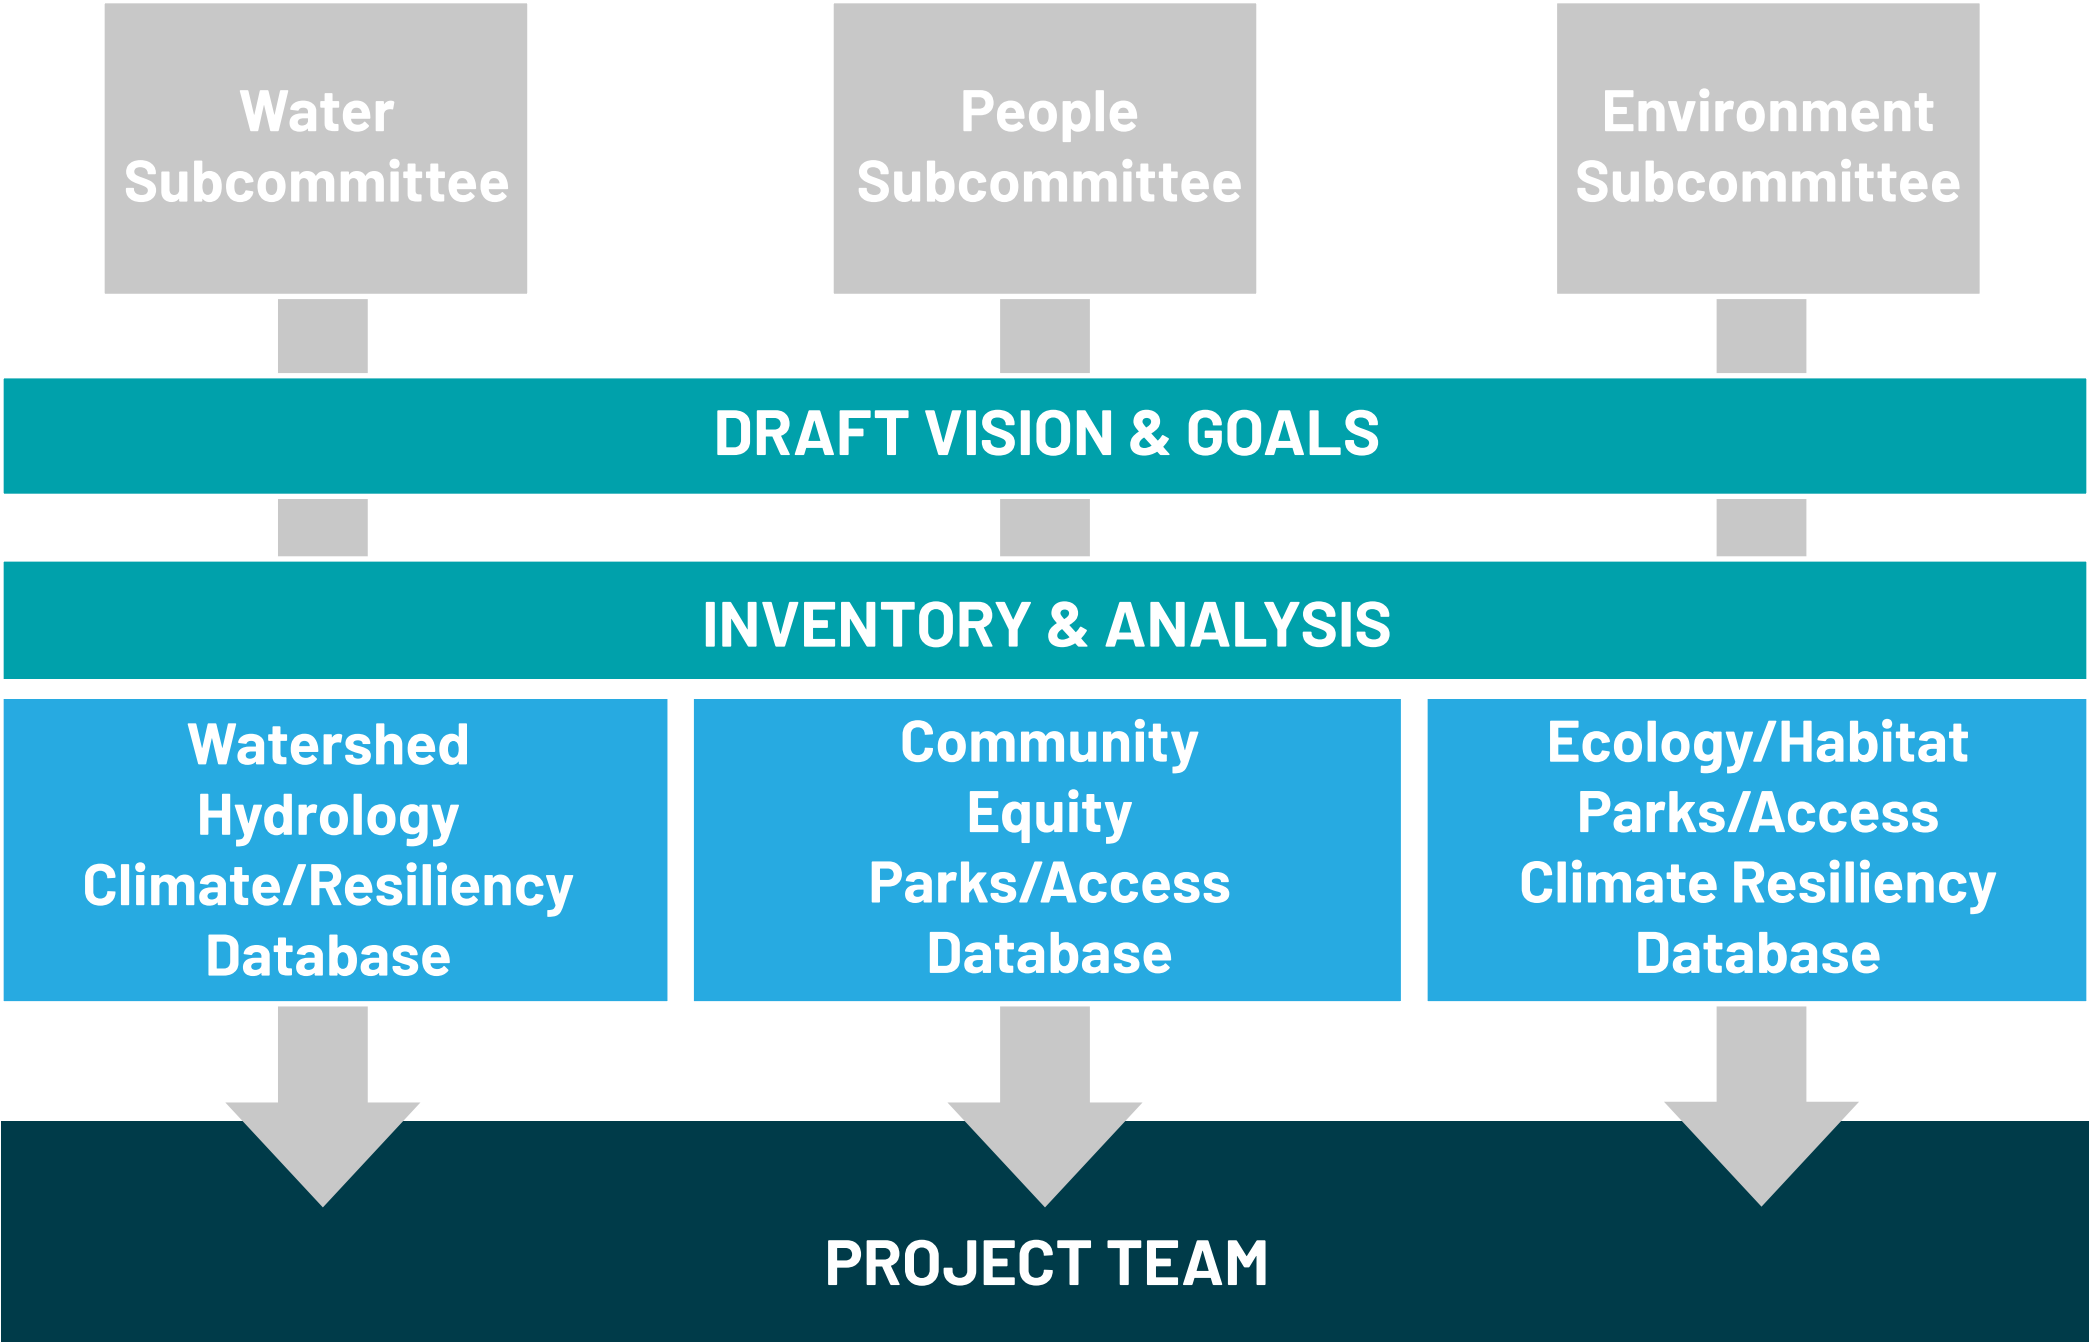 Water
Subcommittee
People
Subcommittee
Environment
Subcommittee
DRAFT VISION & GOALS
INVENTORY & ANALYSIS
Watershed
Hydrology
Climate/Resiliency
Database
Community
Equity
Parks/Access
Database
Ecology/Habitat
Parks/Access
Climate Resiliency
Database
PROJECT TEAM